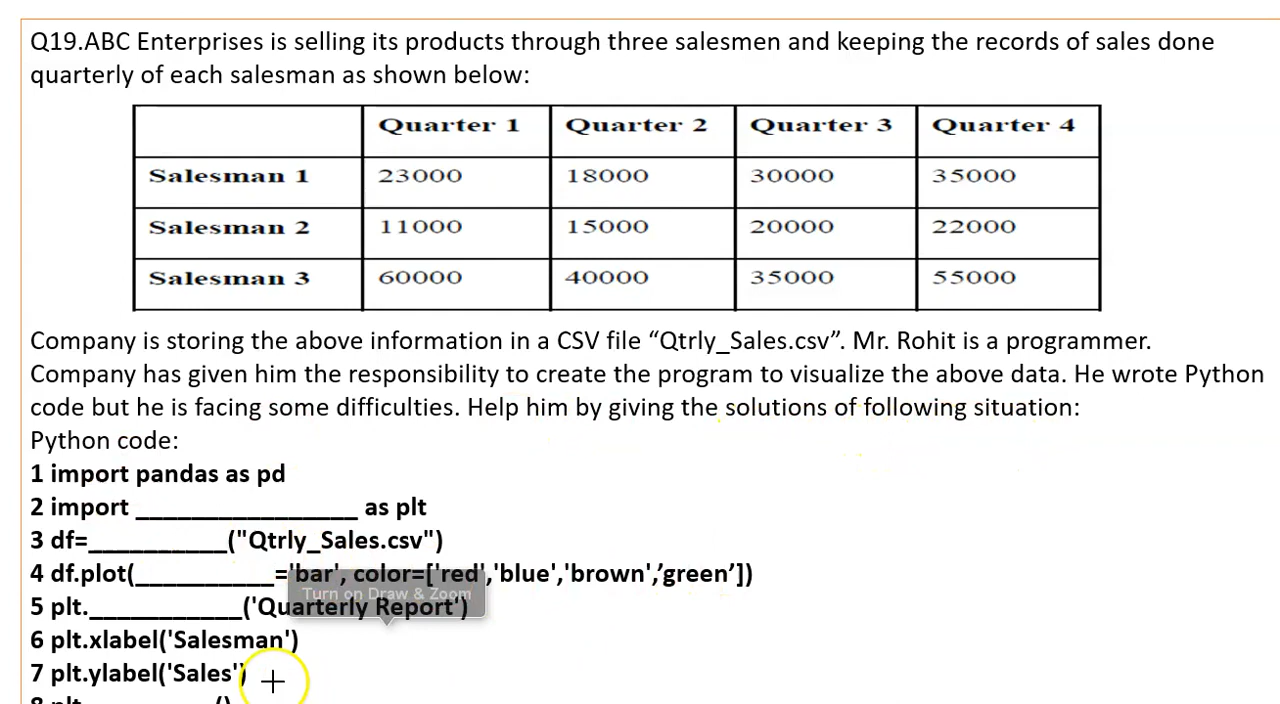 Q19.ABC Enterprises is selling its products through three salesmen and keeping the records of sales done
quarterly of each salesman as shown below:
Quarter 1 Quarter 2 Quarter 3 Quarter 4
Salesman 1 23000 18000 30000 35000
Salesman 2 11000 15000 20000 22000
Salesman 3 60000 40000 35000 55000
Company is storing the above information in a CSV file “Qtrly_Sales.csv”. Mr. Rohit is a programmer.
Company has given him the responsibility to create the program to visualize the above data. He wrote Python
code but he is facing some difficulties. Help him by giving the solutions of following situation:
Python code:
1 import pandas as pd
2 import ________________ as plt
3 df=__________("Qtrly_Sales.csv")
4 df.plot(__________='bar', color=['red','blue','brown',’green’])
Turn on Draw & Zoom
5 plt.___________('Quarterly Report')
6 plt.xlabel('Salesman')
7 plt.ylabel('Sales')
8 plt._________()